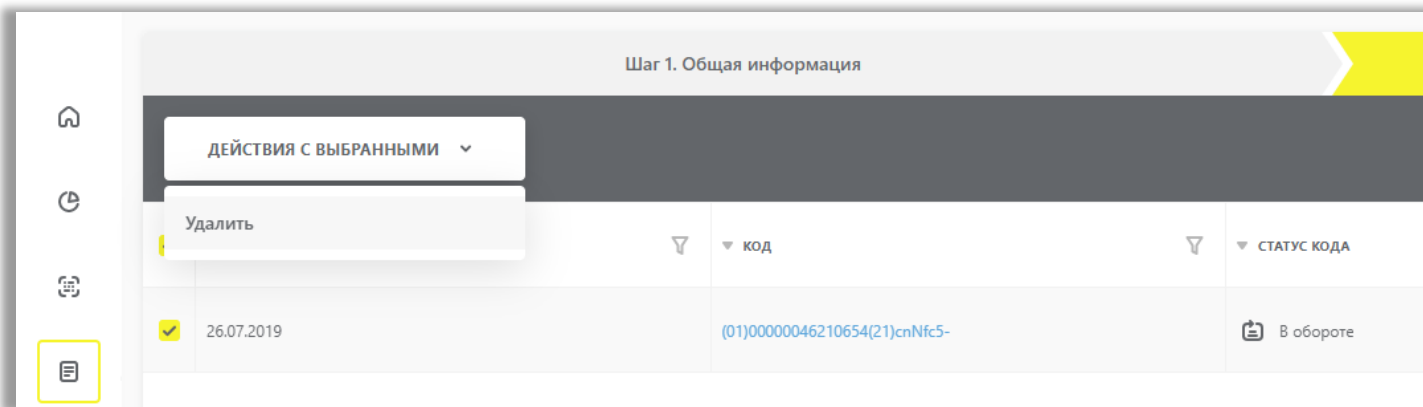 Шаг 1. Общая информация
ДЕЙСТВИЯ С ВЫБРАННЫМИ
Удалить
КОД
СТАТУС КОДА
26.07.2019
(01)00000046210654(21)cnNfc5-
В обороте